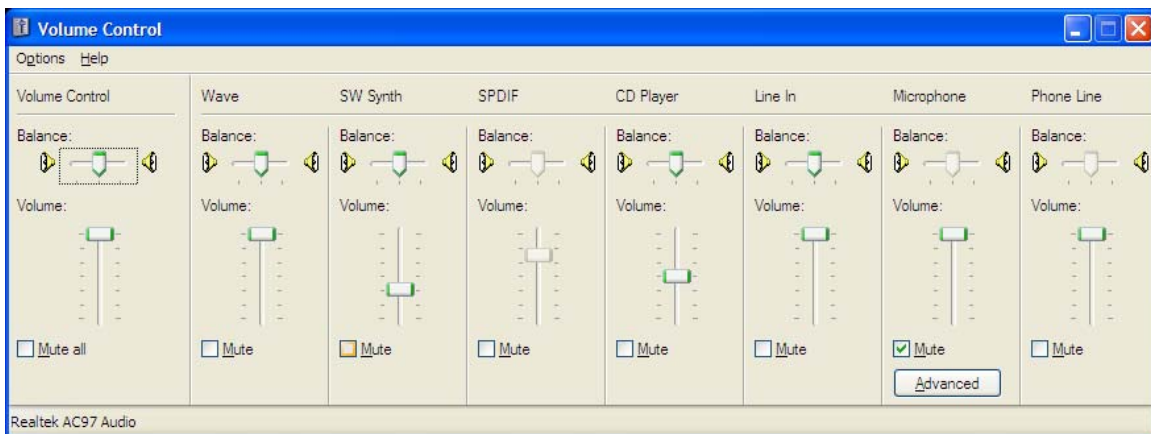 Volume Control
Options Help
Volume Control Wave SW Synth SPDIF CD Player Line In Microphone Phone Line
Balance: Balance: Balance: Balance: Balance: Balance: Balance: Balance:
Volume: Volume: Volume: Volume: Volume: Volume: Volume: Volume:
Mute all Mute Mute Mute Mute Mute Mute Mute
Advanced
Realtek AC97 Audio